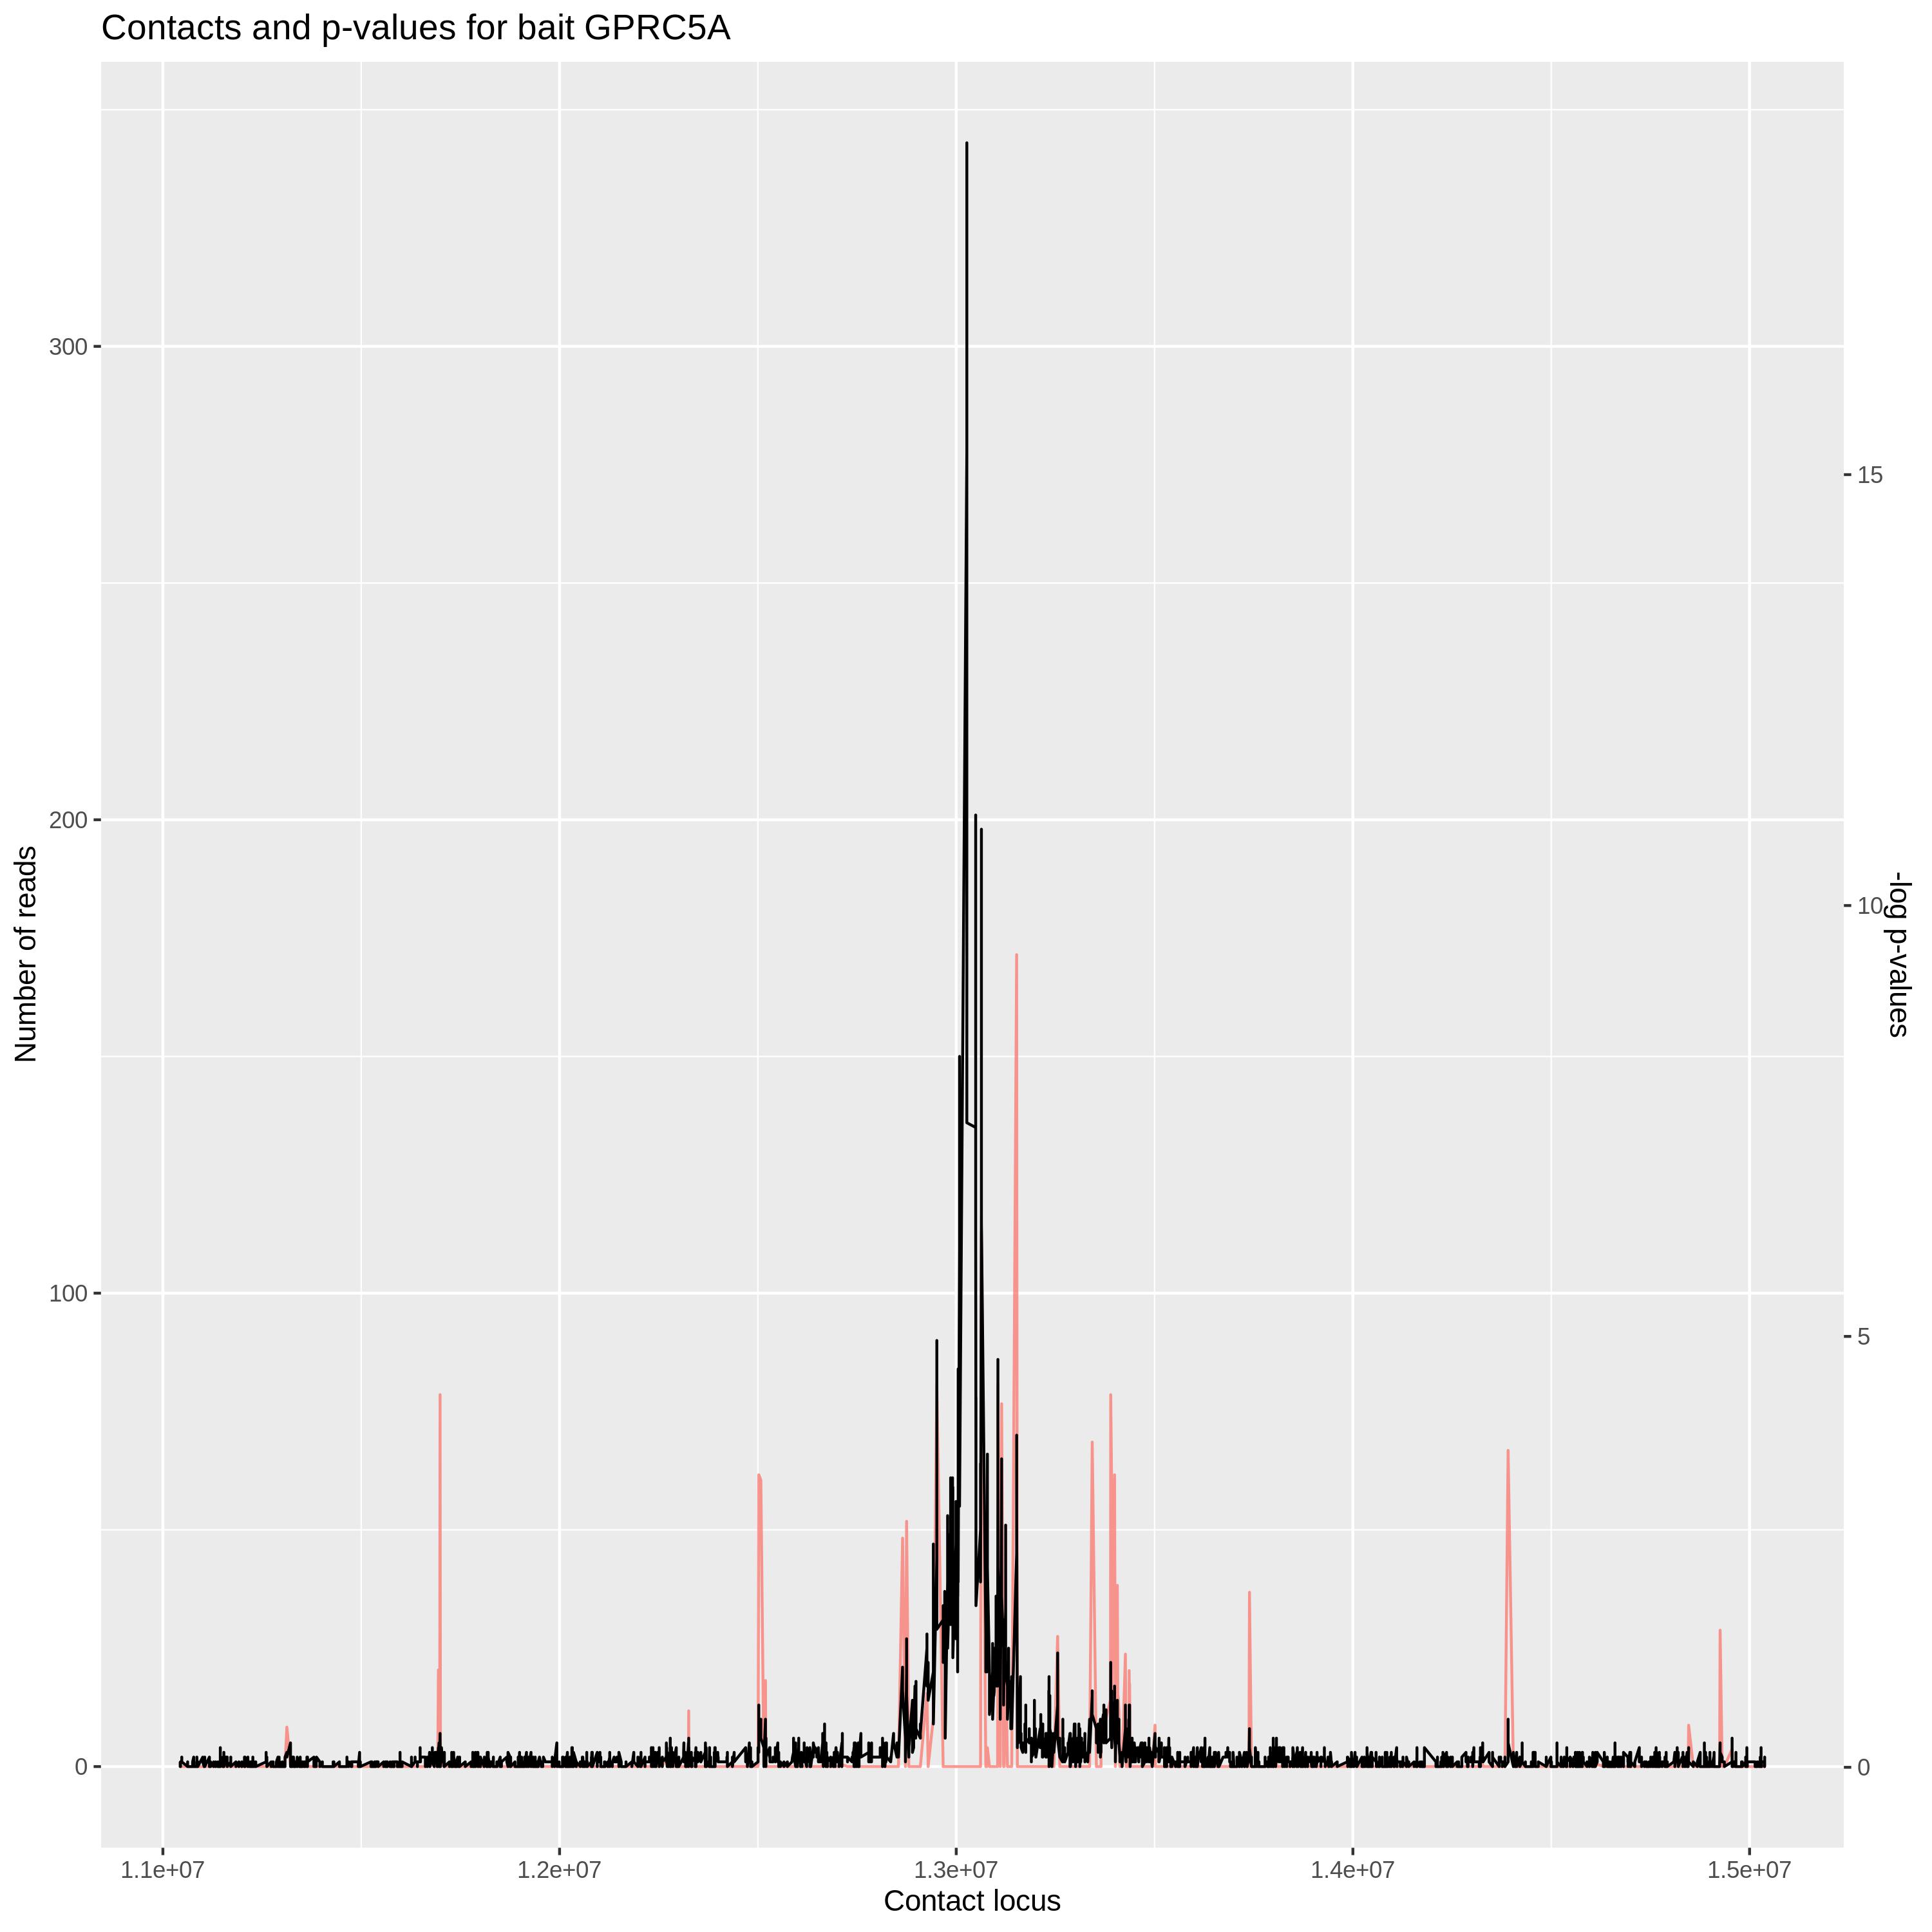 Contacts and p-values for bait GPRC5A
300
200
100
0
Number of reads
15
10
5
0
-log p-values
1.1e+07
1.2e+07
1.3e+07
1.4e+07
1.5e+07
Contact locus